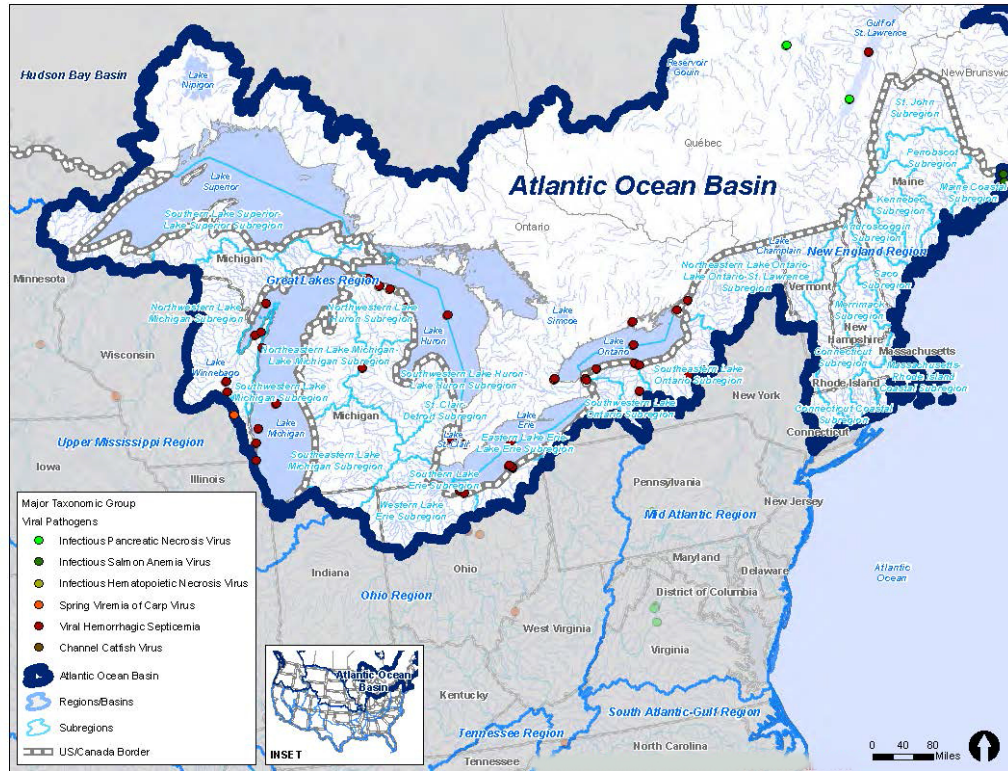 Gulf of
St. Lawrence
Hudson Bay Basin
Lake
Nipigon
Reservoir
Gouin
New Brunswick
St. John
Subregion
Québec
Penobscot
Subregion
Atlantic Ocean Basin
Maine
Maine Coastal
Subregion
Kennebec
Subregion
Lake
Superior
Southern Lake Superior-
Lake Superior Subregion
Ontario
Lake
Champlain
Androscoggin
Subregion
New England Region
Michigan
Minnesota
Great Lakes Region
Northeastern Lake Ontario-
Lake Ontario-St. Lawrence
Subregion
Vermont
Saco
Subregion
Northwestern Lake
Michigan Subregion
Northwestern Lake
Huron Subregion
Lake
Simcoe
Merrimack
Subregion
New
Hampshire
Lake
Huron
Wisconsin
Northeastern Lake Michigan-
Lake Michigan Subregion
Lake
Ontario
Connecticut
Subregion
Massachusetts
Lake
Winnebago
Southwestern Lake Huron-
Lake Huron Subregion
Southeastern Lake
Ontario Subregion
Massachusetts-
Rhode Island
Coastal Subregion
Southwestern Lake
Michigan Subregion
Rhode Island
New York
Southwestern Lake
Ontario Subregion
St. Clair-
Detroit Subregion
Michigan
Connecticut Coastal
Subregion
Lake
Michigan
Lake
Erie
Connecticut
Upper Mississippi Region
Lake
St. Clair
Eastern Lake Erie-
Lake Erie Subregion
Southeastern Lake
Michigan Subregion
Iowa
Illinois
Southern Lake
Erie Subregion
Pennsylvania
New Jersey
Western Lake
Erie Subregion
Mid Atlantic Region
Major Taxonomic Group
Viral Pathogens
Infectious Pancreatic Necrosis Virus
Infectious Salmon Anemia Virus
Infectious Hematopoietic Necrosis Virus
Spring Viremia of Carp Virus
Viral Hemorrhagic Septicemia
Channel Catfish Virus
Atlantic Ocean Basin
Regions/Basins
Subregions
US/Canada Border
Indiana
Ohio
Maryland
Delaware
Atlantic
Ocean
Ohio Region
District of Columbia
West Virginia
Virginia
Atlantic Ocean
Basin
INSET
Kentucky
South Atlantic-Gulf Region
Tennessee Region
North Carolina
Tennessee
0 40 80
Miles